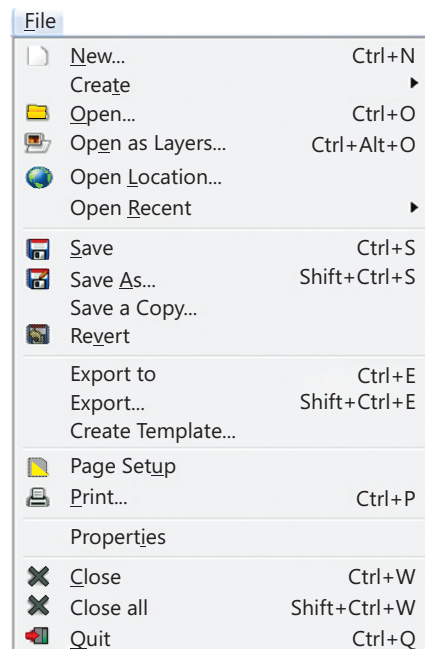 File
New... Ctrl+N
Create
Open... Ctrl+O
Open as Layers... Ctrl+Alt+O
Open Location...
Open Recent
Save Ctrl+S
Save As... Shift+Ctrl+S
Save a Copy...
Revert
Export to Ctrl+E
Export... Shift+Ctrl+E
Create Template...
Page Setup
Print... Ctrl+P
Properties
Close Ctrl+W
Close all Shift+Ctrl+W
Quit Ctrl+Q